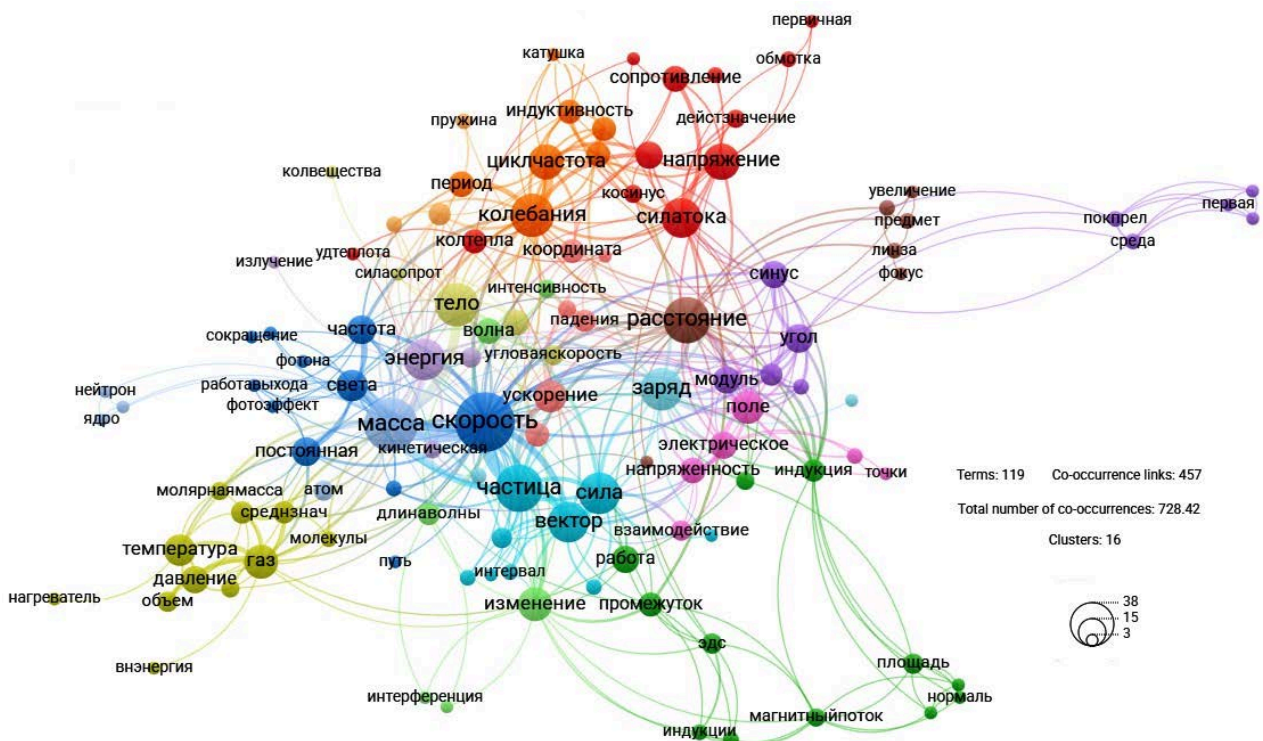 первичная
катушка
обмотка
сопротивление
индуктивность
действзначение
пружина
циклчастота
напряжение
колвещества
период
косинус
увеличение
колебания
силатока
предмет
покпрел
первая
колтепла
координата
среда
удтеплота
линза
излучение
силасопрот
фокус
синус
интенсивность
тело
волна
падения
расстояние
частота
сокращение
угол
энергия
угловаяскорость
фотона
нейтрон
работавыхода
света
заряд
модуль
ускорение
фотоэффект
поле
ядро
масса
скорость
постоянная
кинетическая
электрическое
напряженность
индукция
точки
Terms: 119 Co-occurrence links: 457
молярнаямасса
атом
частица
сила
среднзнач
длинаволны
вектор
Total number of co-occurrences: 728.42
взаимодействие
молекулы
Clusters: 16
температура
газ
путь
интервал
работа
давление
нагреватель
объем
изменение
промежуток
38
15
3
эдс
внэнергия
площадь
интерференция
нормаль
магнитныйпоток
индукции